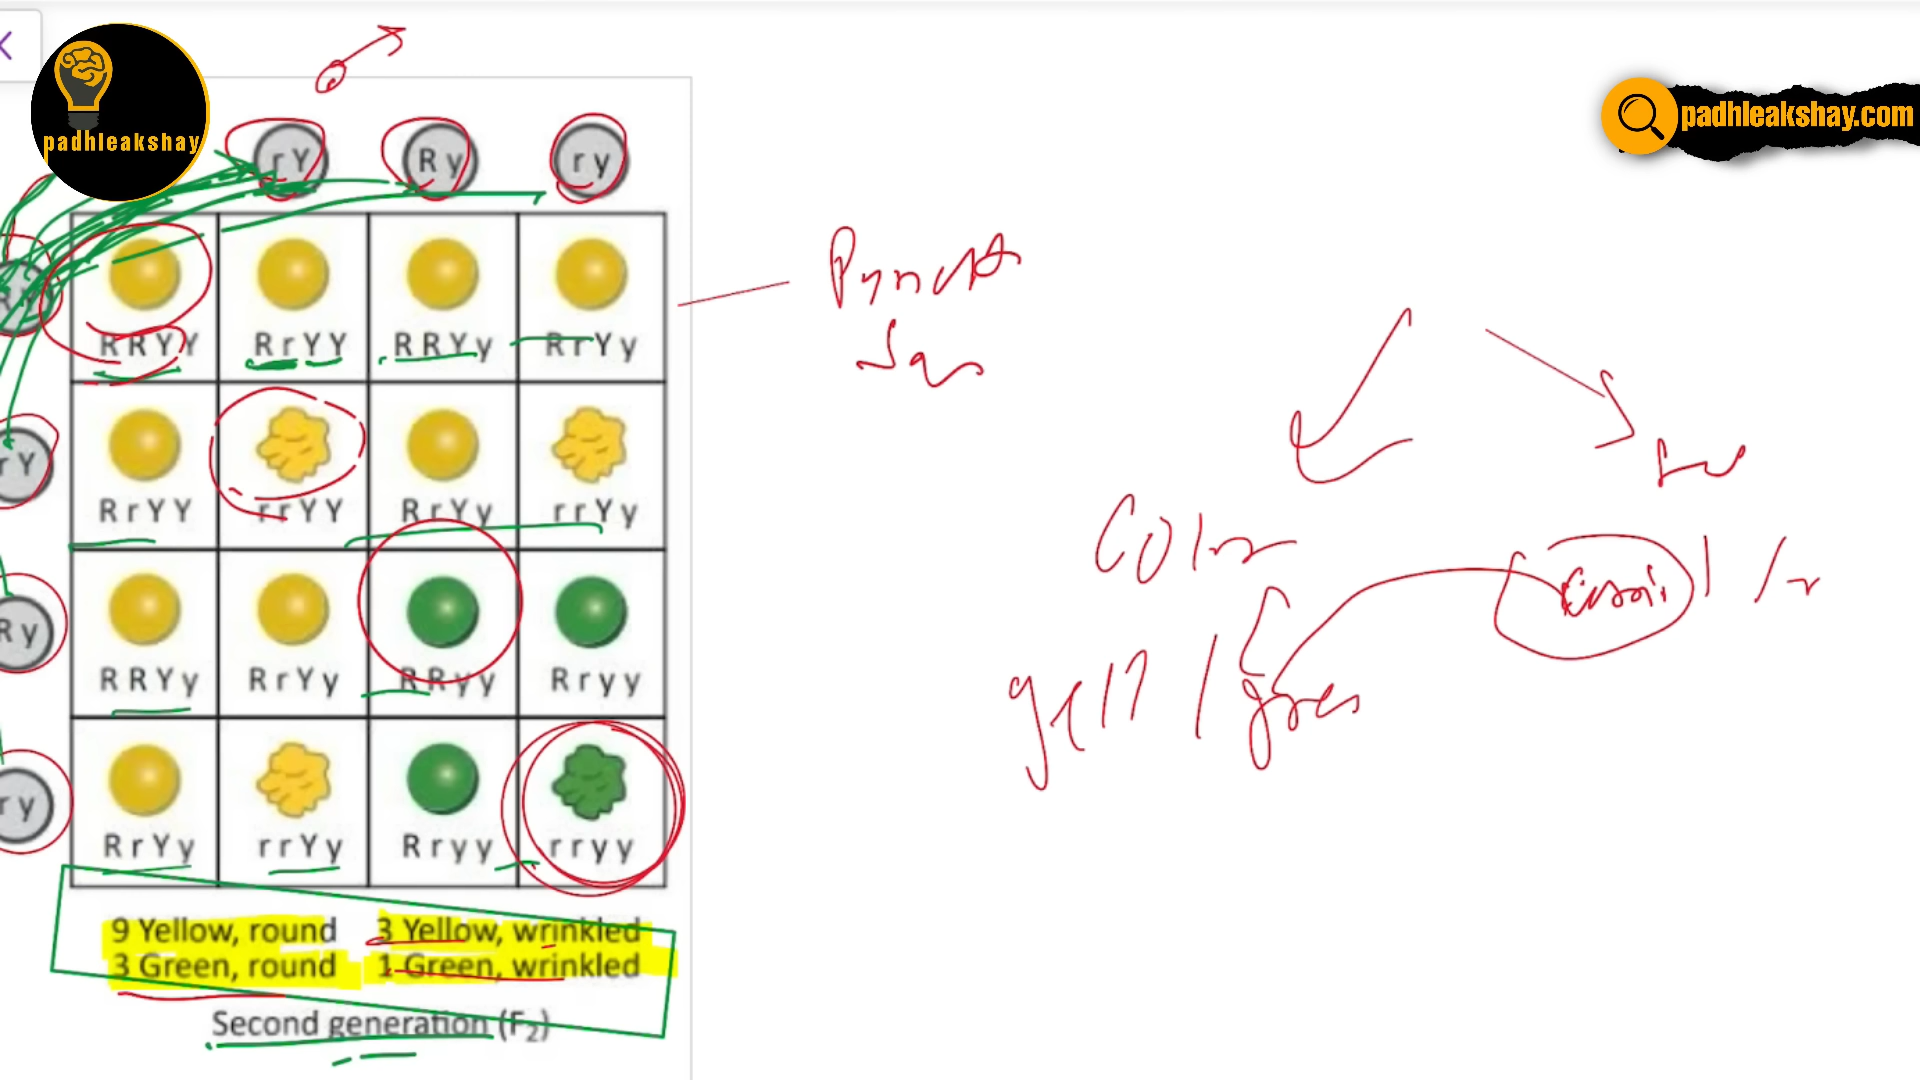 padhleakshay
padhleakshay.com
rY Ry ry
RRYY RrYY RRYy RrYy
rY
RrYY rrYY RrYy rrYy
Ry
RRYy RrYy RRyy Rryy
ry
RrYy rrYy Rryy rryy
9 Yellow, round 3 Yellow, wrinkled
3 Green, round 1 Green, wrinkled
Second generation (F₂)
Color